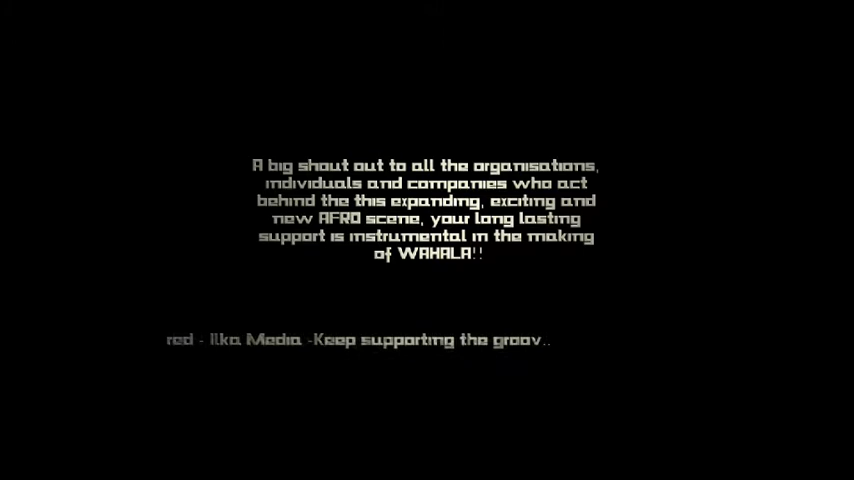 A big shout out to all the organisations,
individuals and companies who act
behind the this expanding, exciting and
new AFRO scene, your long lasting
support is instrumental in the making
of WAHALA!!
red - Ilka Media -Keep supporting the groov..